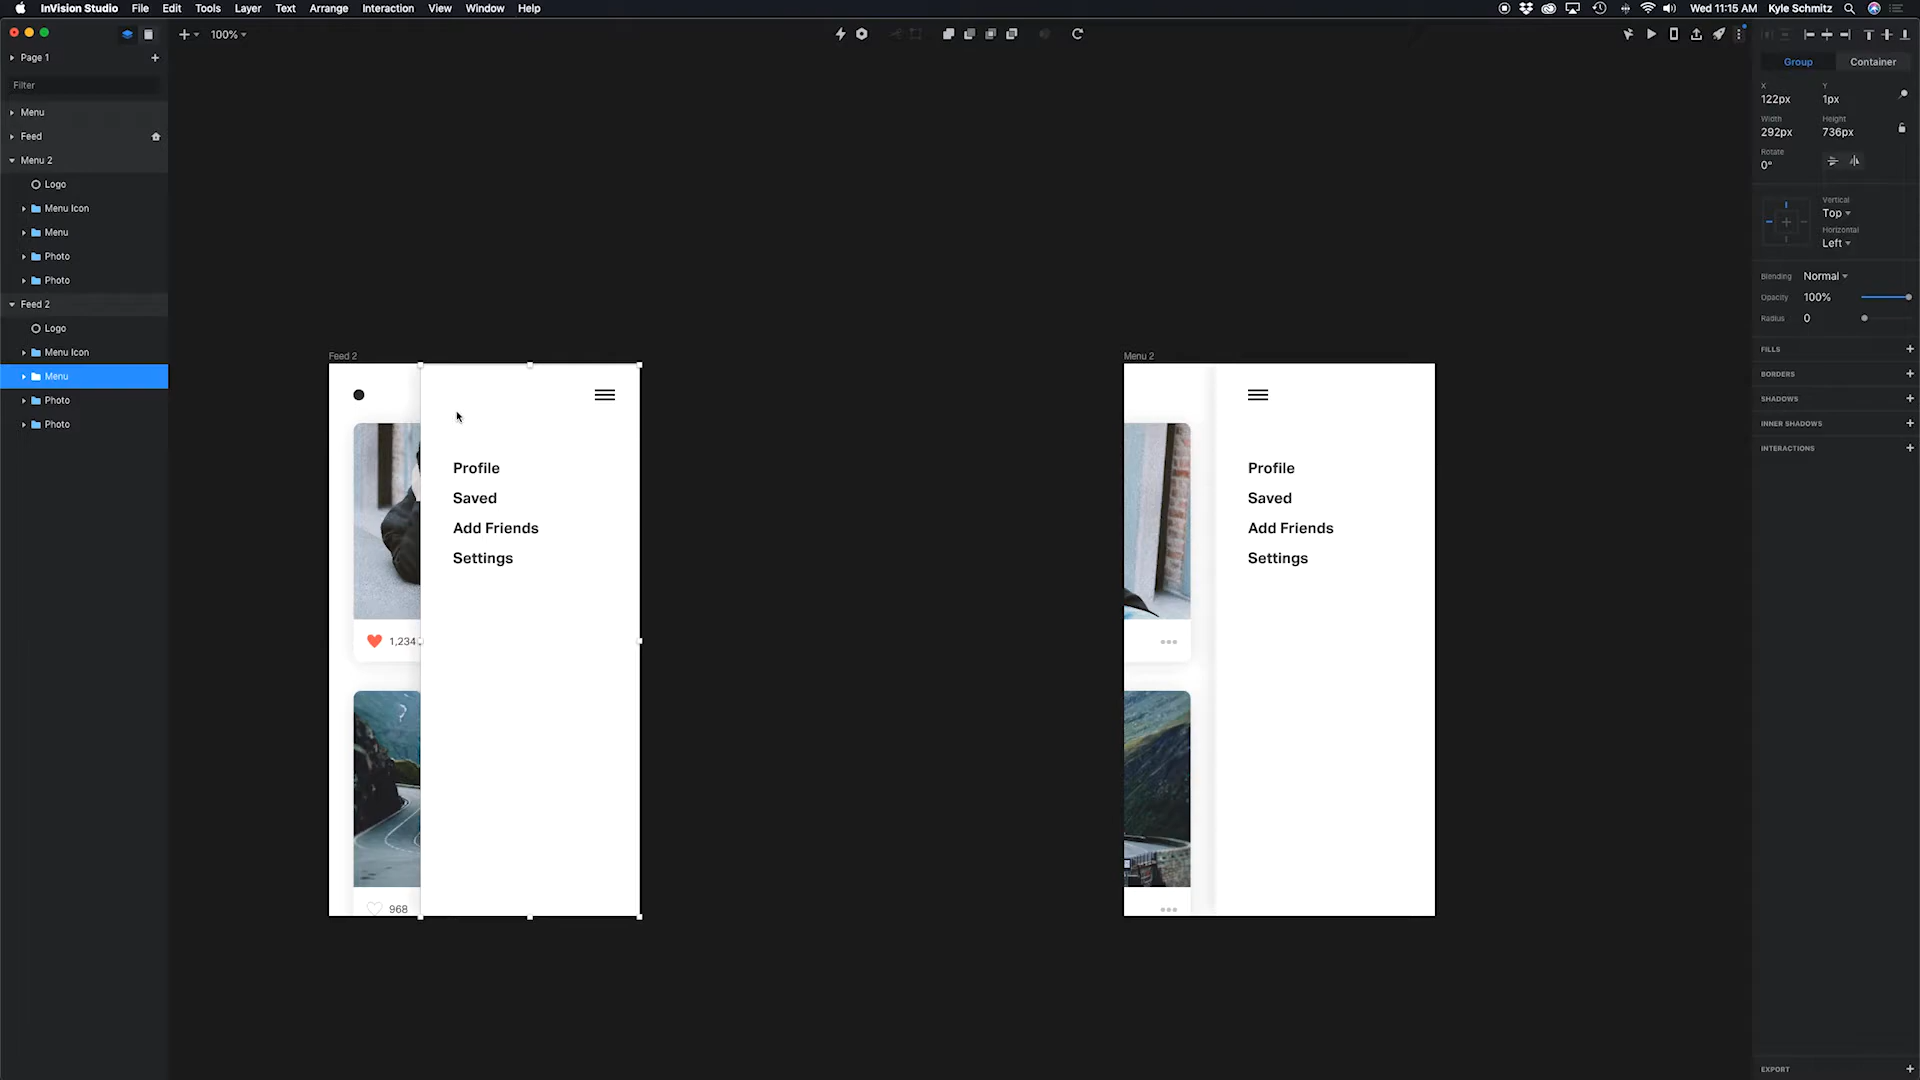 InVision Studio File Edit Tools Layer Text Arrange Interaction View Window Help
Wed 11:15 AM Kyle Schmitz
100%
Page 1
Filter
Menu
Feed
Menu 2
Logo
Menu Icon
Menu
Photo
Photo
Feed 2
Logo
Menu Icon
Menu
Photo
Photo
Feed 2
Profile
Saved
Add Friends
Settings
1,234
968
Menu 2
Profile
Saved
Add Friends
Settings
Group Container
X Y
122px 1px
Width Height
292px 736px
Rotate
0°
Vertical
Top
Horizontal
Left
Blending Normal
Opacity 100%
Radius 0
FILLS
BORDERS
SHADOWS
INNER SHADOWS
INTERACTIONS
EXPORT